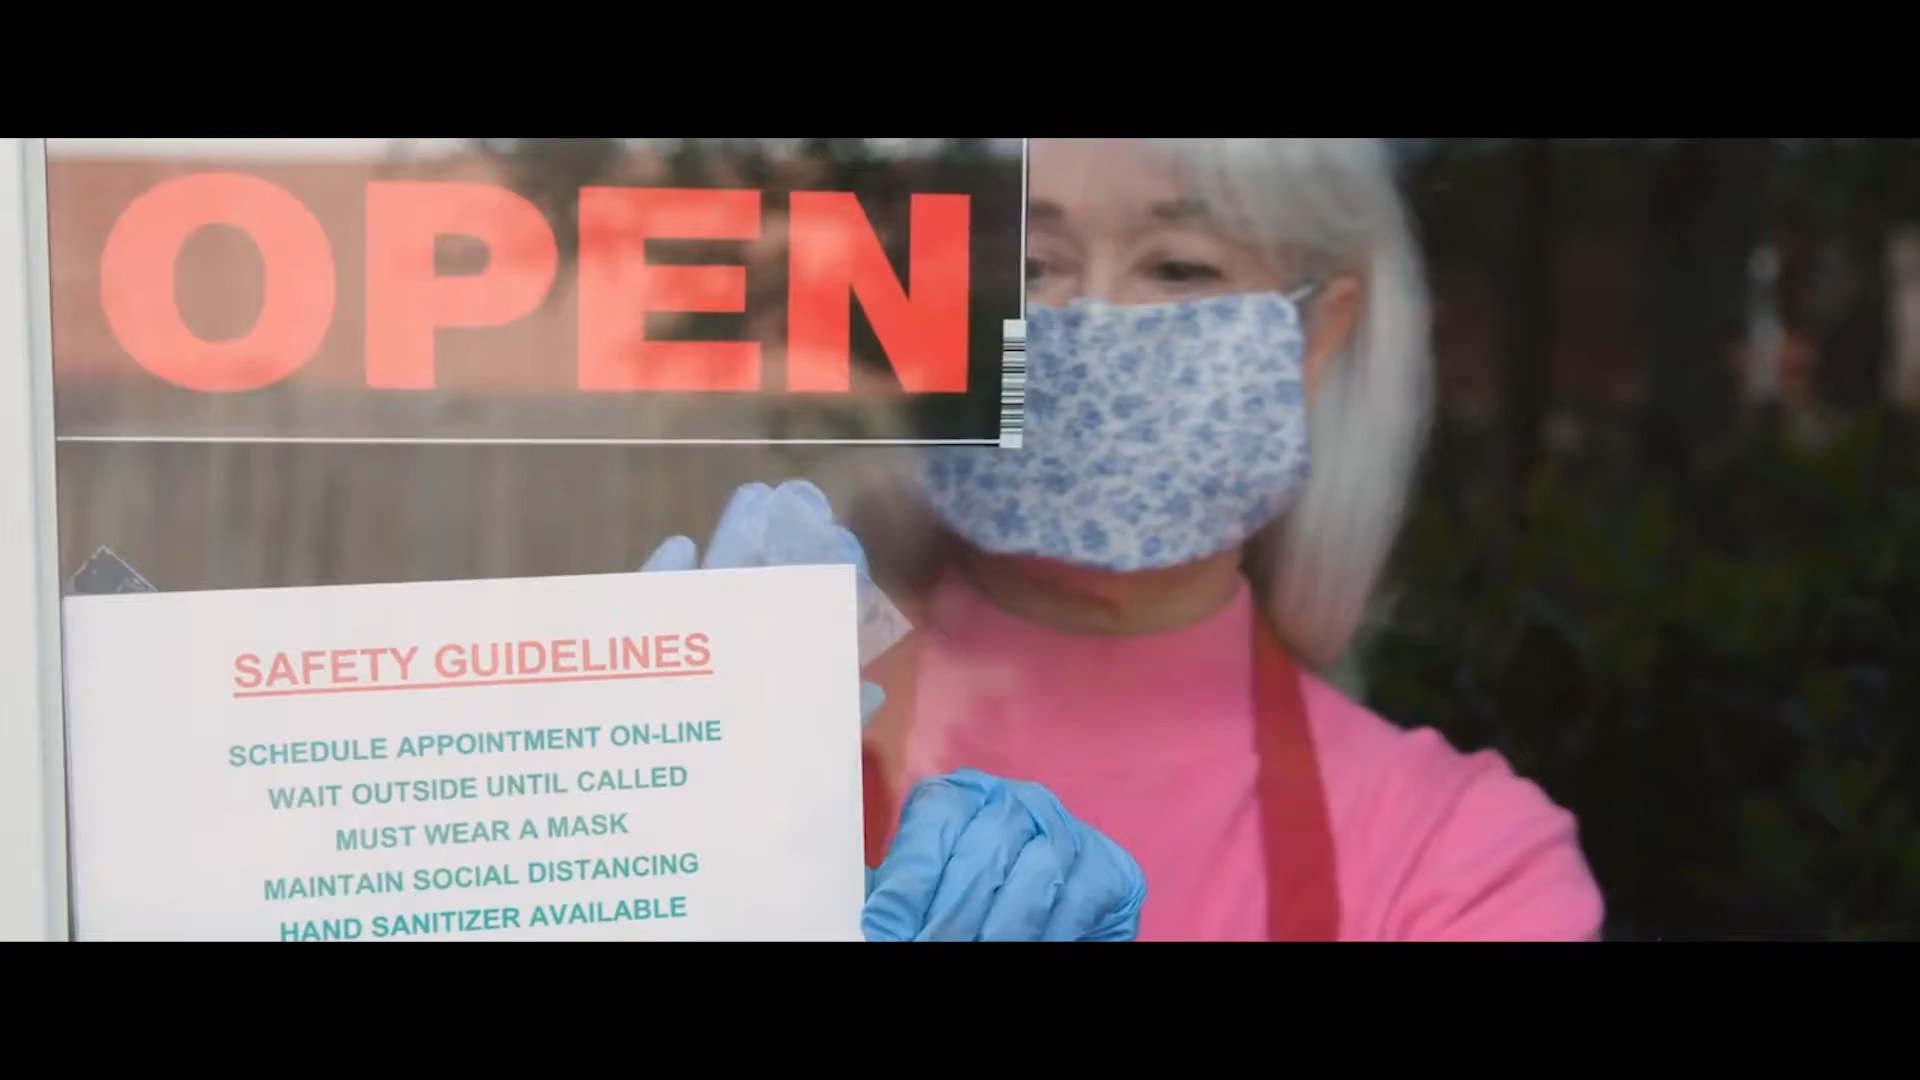 OPEN
SAFETY GUIDELINES
SCHEDULE APPOINTMENT ON-LINE
WAIT OUTSIDE UNTIL CALLED
MUST WEAR A MASK
MAINTAIN SOCIAL DISTANCING
HAND SANITIZER AVAILABLE